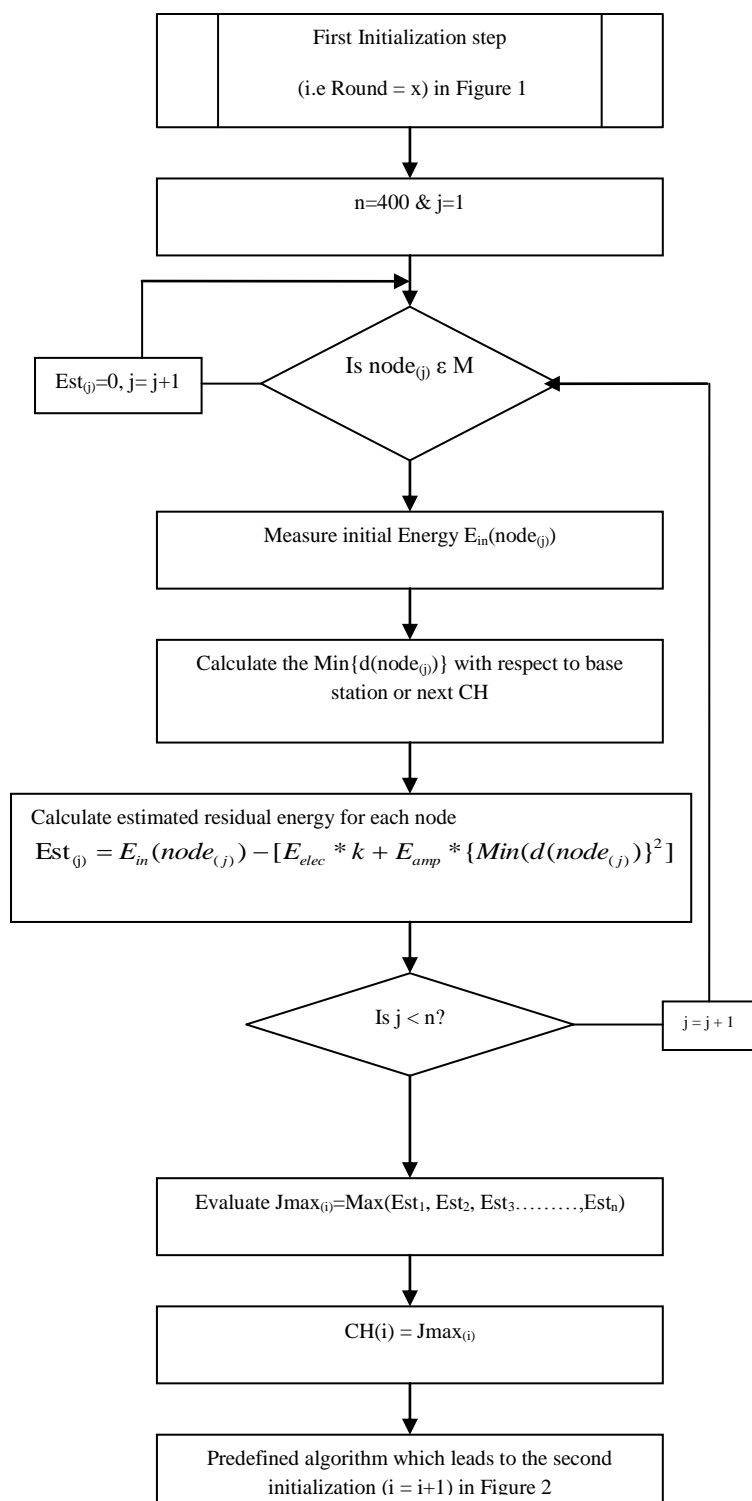 First Initialization step
(i.e Round = x) in Figure 1
n=400 & j=1
Is node(j) ε M
Est(j)=0, j= j+1
Measure initial Energy Ein(node(j))
Calculate the Min{d(node(j))} with respect to base
station or next CH
Calculate estimated residual energy for each node
Est(j) = Ein(node(j)) − [Eelec * k + Eamp * {Min(d(node(j))}²]
Is j < n?
j = j + 1
Evaluate Jmax(i)=Max(Est1, Est2, Est3………,Estn)
CH(i) = Jmax(i)
Predefined algorithm which leads to the second
initialization (i = i+1) in Figure 2